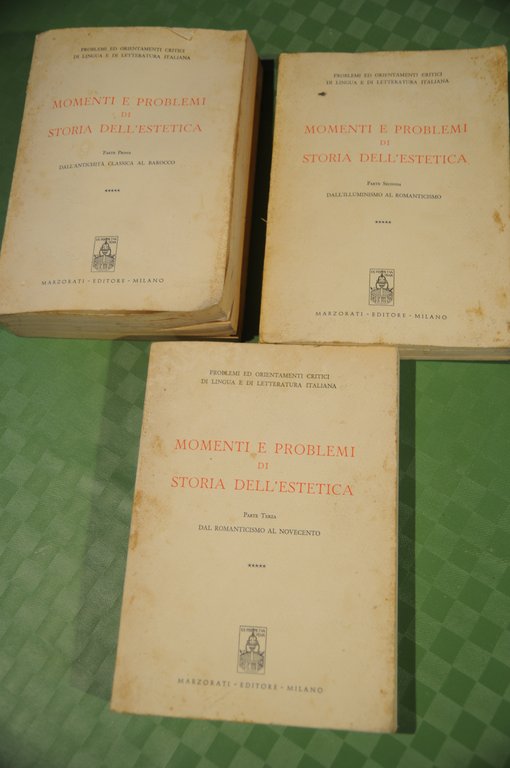 PROBLEMI ED ORIENTAMENTI CRITICI
DI LINGUA E DI LETTERATURA ITALIANA
MOMENTI E PROBLEMI
DI
STORIA DELL'ESTETICA
PARTE PRIMA
DALL'ANTICHITÀ CLASSICA AL BAROCCO
*****
MARZORATI - EDITORE - MILANO
PROBLEMI ED ORIENTAMENTI CRITICI
DI LINGUA E DI LETTERATURA ITALIANA
MOMENTI E PROBLEMI
DI
STORIA DELL'ESTETICA
PARTE SECONDA
DALL'ILLUMINISMO AL ROMANTICISMO
*****
MARZORATI - EDITORE - MILANO
PROBLEMI ED ORIENTAMENTI CRITICI
DI LINGUA E DI LETTERATURA ITALIANA
MOMENTI E PROBLEMI
DI
STORIA DELL'ESTETICA
PARTE TERZA
DAL ROMANTICISMO AL NOVECENTO
*****
MARZORATI - EDITORE - MILANO